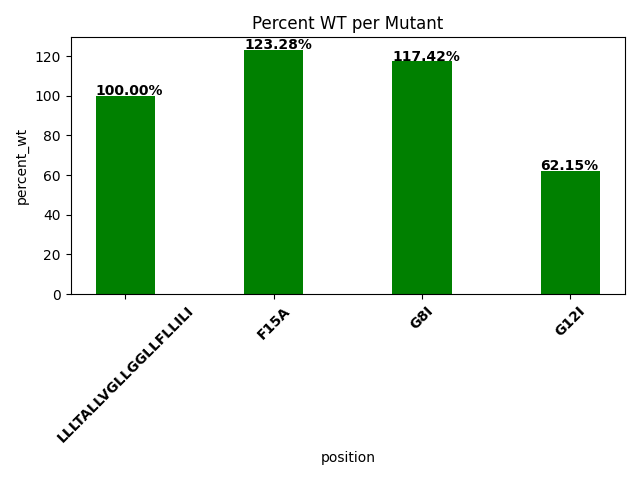 Percent WT per Mutant
percent_wt
120
100
80
60
40
20
0
100.00%
123.28%
117.42%
62.15%
LLLTALLVGLLGGLLFLLILI
F15A
G8I
G12I
position